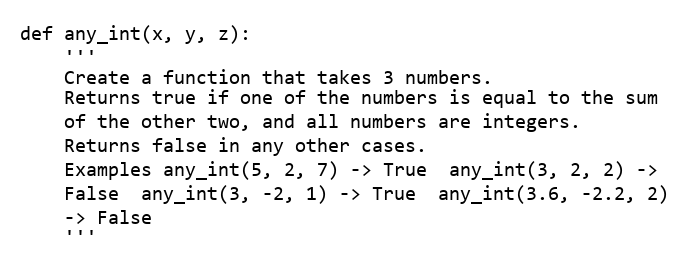 def any_int(x, y, z):
    '''
    Create a function that takes 3 numbers.
    Returns true if one of the numbers is equal to the sum
    of the other two, and all numbers are integers.
    Returns false in any other cases.
    Examples any_int(5, 2, 7) -> True  any_int(3, 2, 2) ->
    False  any_int(3, -2, 1) -> True  any_int(3.6, -2.2, 2)
    -> False
    '''